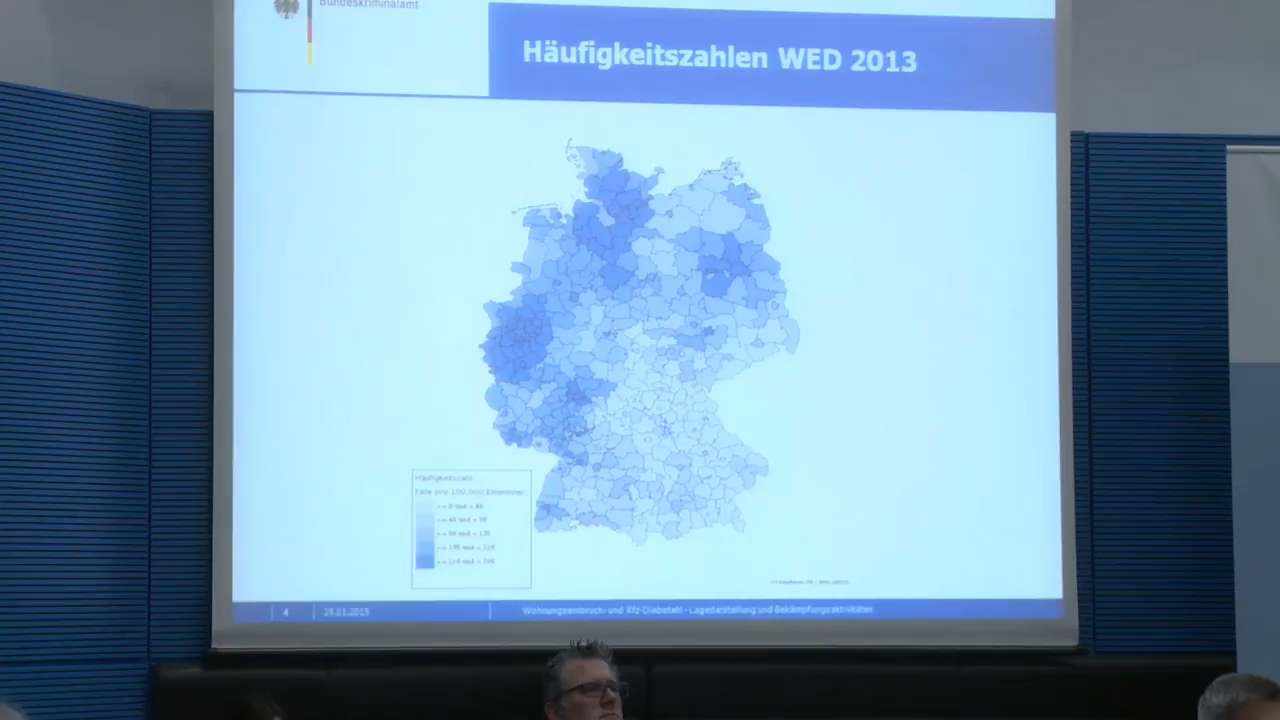 Bundeskriminalamt
Häufigkeitszahlen WED 2013
Häufigkeitszahl
Fälle pro 100.000 Einwohner
4
28.01.2015
Wohnungseinbruch- und Kfz-Diebstahl - Lagedarstellung und Bekämpfungsaktivitäten